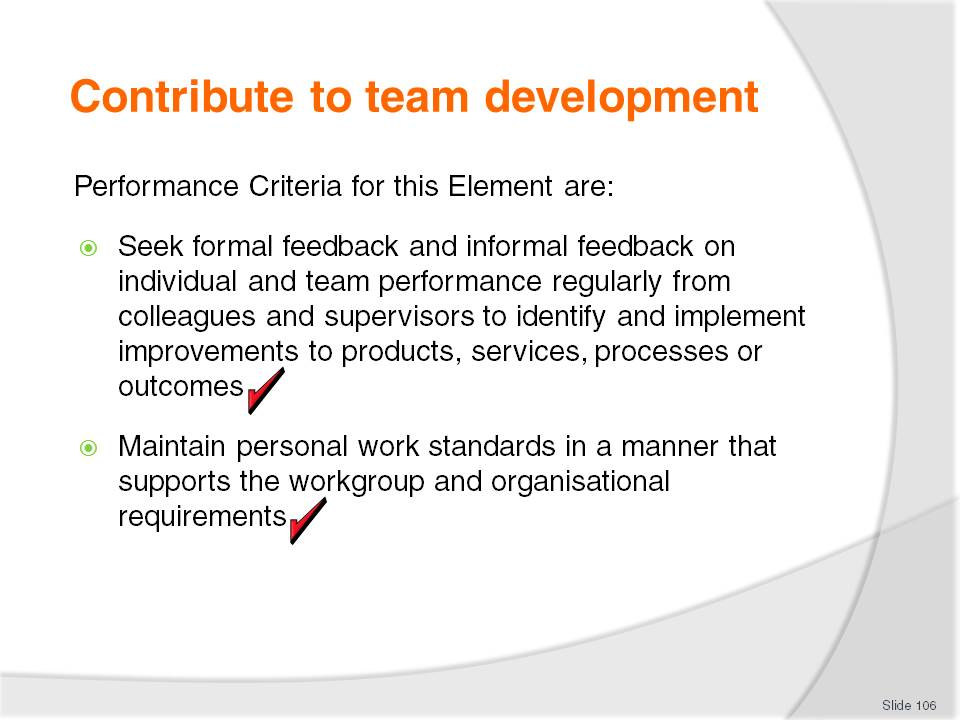 Contribute to team development
Performance Criteria for this Element are:
Seek formal feedback and informal feedback on
individual and team performance regularly from
colleagues and supervisors to identify and implement
improvements to products, services, processes or
outcomes
Maintain personal work standards in a manner that
supports the workgroup and organisational
requirements
Slide 106